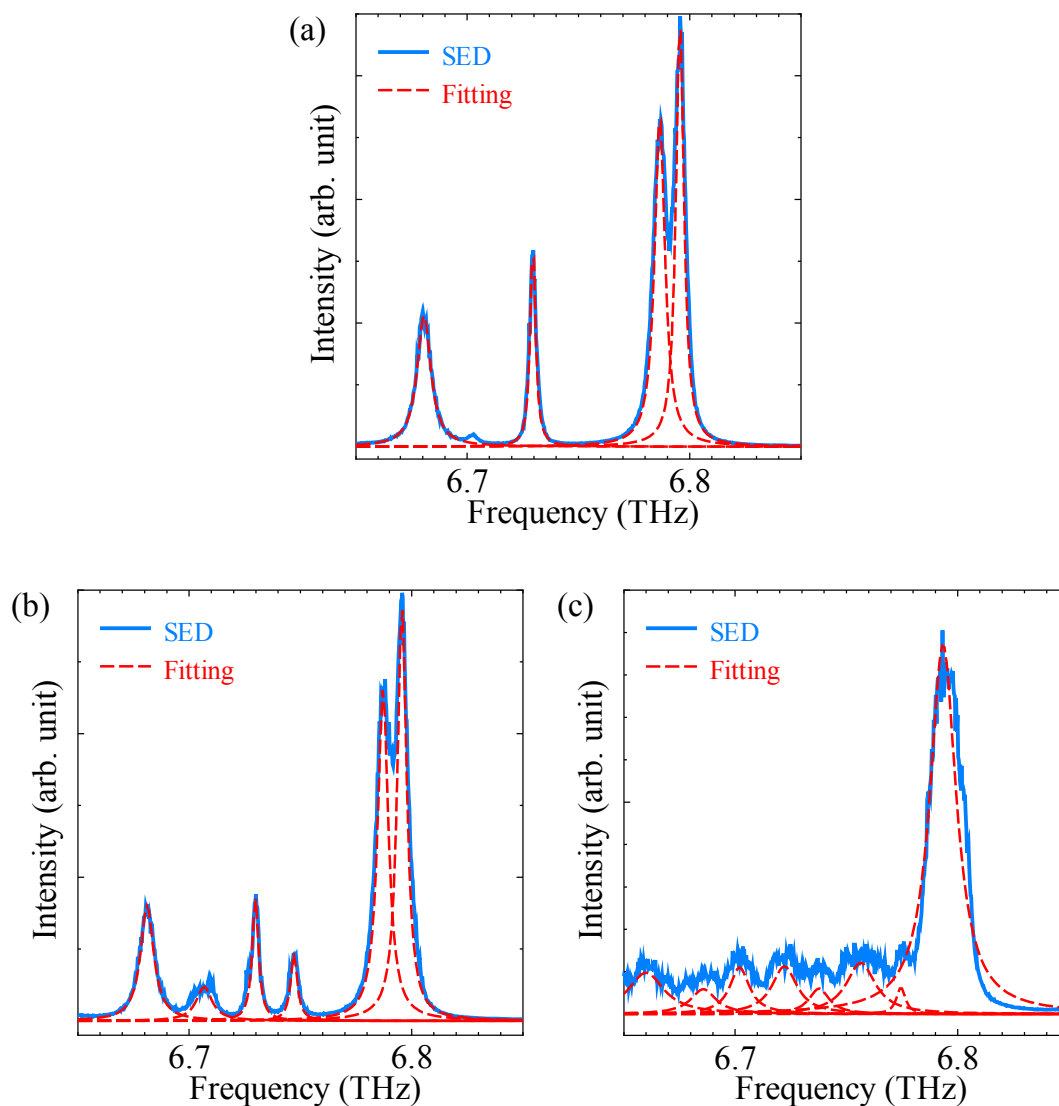 (a)
SED
Fitting
Intensity (arb. unit)
6.7
6.8
Frequency (THz)
(b)
SED
Fitting
Intensity (arb. unit)
6.7
6.8
Frequency (THz)
(c)
SED
Fitting
Intensity (arb. unit)
6.7
6.8
Frequency (THz)